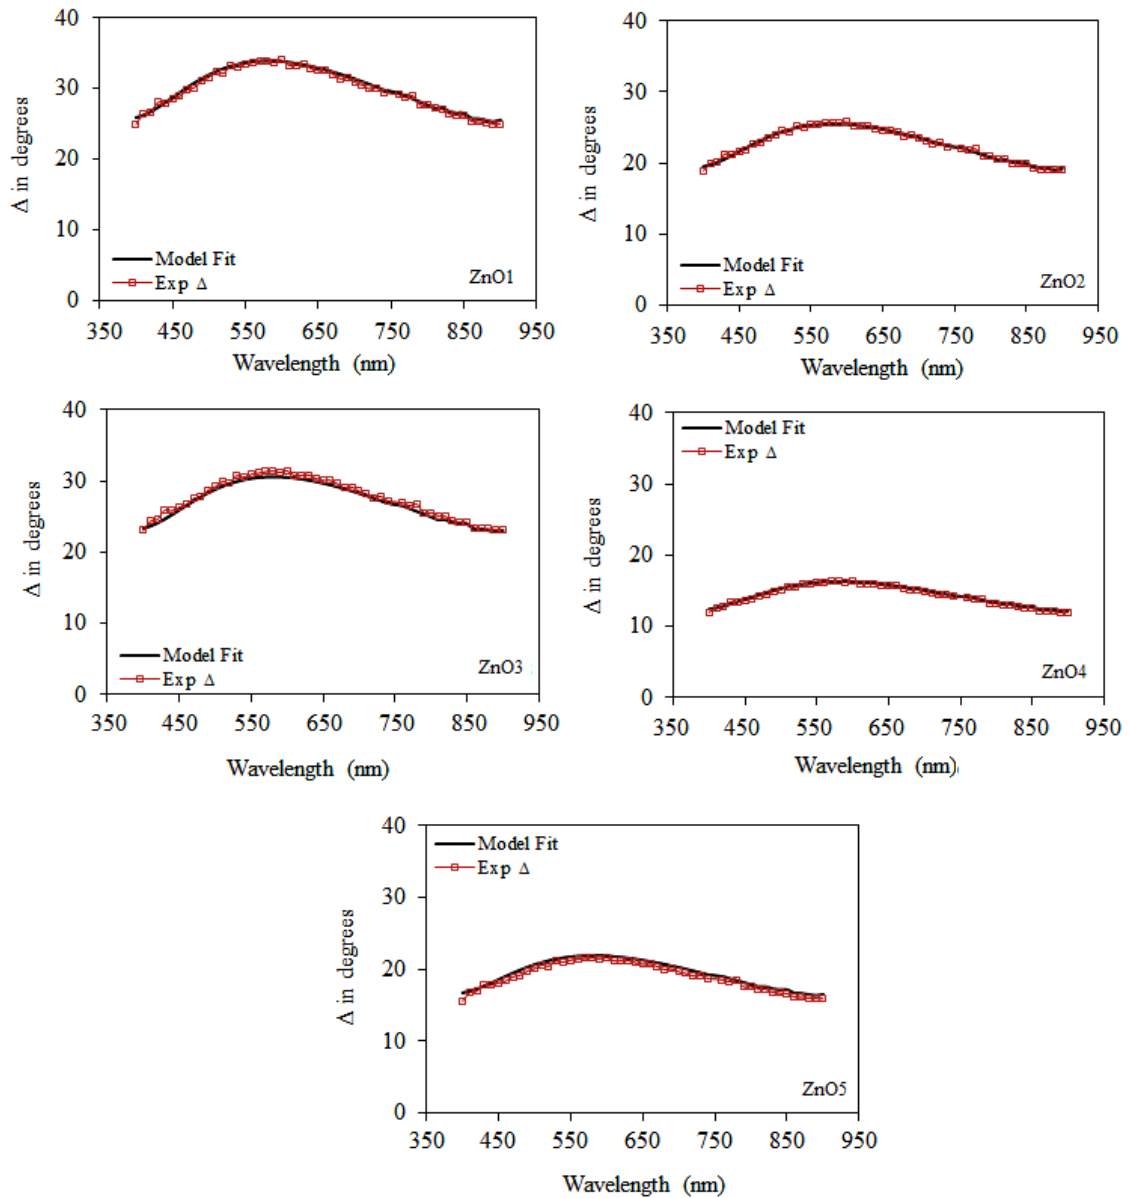 40
30
20
10
0
Δ in degrees
Model Fit
Exp Δ
ZnO1
350 450 550 650 750 850 950
Wavelength (nm)
40
30
20
10
0
Δ in degrees
Model Fit
Exp Δ
ZnO2
350 450 550 650 750 850 950
Wavelength (nm)
40
30
20
10
0
Δ in degrees
Model Fit
Exp Δ
ZnO3
350 450 550 650 750 850 950
Wavelength (nm)
40
30
20
10
0
Δ in degrees
Model Fit
Exp Δ
ZnO4
350 450 550 650 750 850 950
Wavelength (nm)
40
30
20
10
0
Δ in degrees
Model Fit
Exp Δ
ZnO5
350 450 550 650 750 850 950
Wavelength (nm)